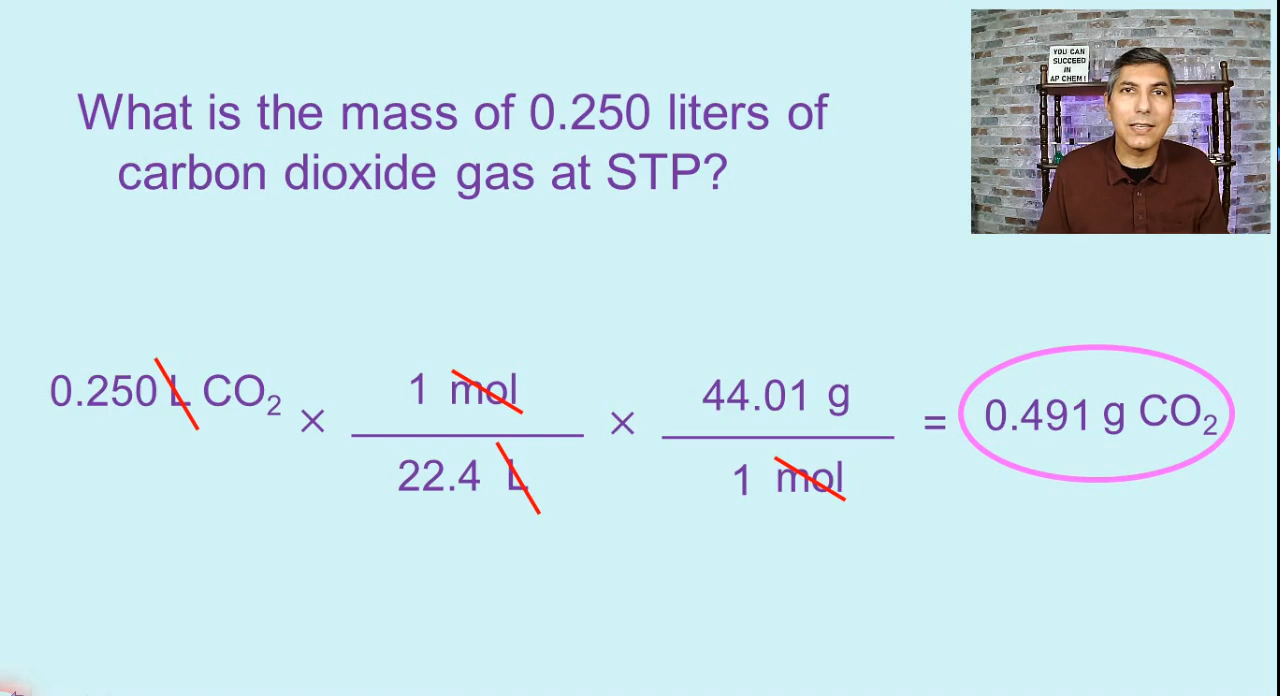 YOU CAN
SUCCEED
IN
AP CHEM!
What is the mass of 0.250 liters of
carbon dioxide gas at STP?
0.250 L CO₂ × 1 mol / 22.4 L × 44.01 g / 1 mol = 0.491 g CO₂